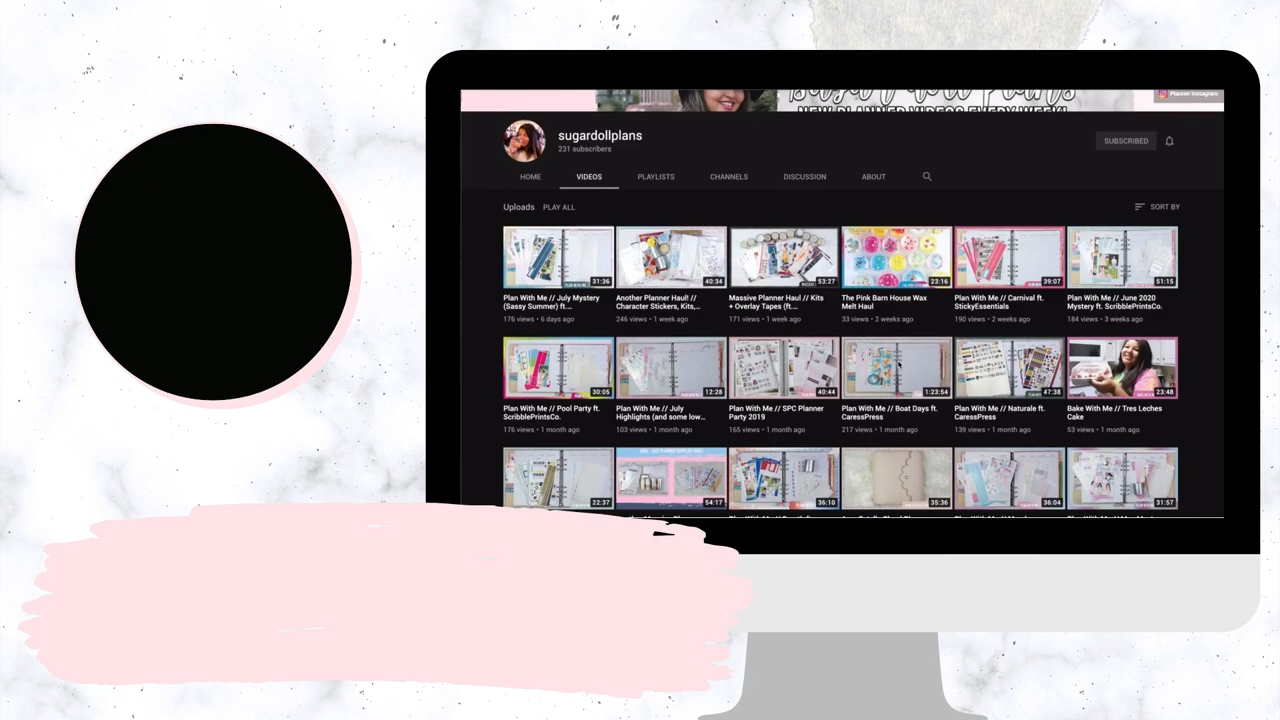 NEW PLANNER VIDEOS EVERY WEEK!
Planner Instagram
sugardollplans
231 subscribers
SUBSCRIBED
HOME VIDEOS PLAYLISTS CHANNELS DISCUSSION ABOUT
Uploads PLAY ALL SORT BY
31:36 40:34 53:27 23:16 39:07 51:15
Plan With Me // July Mystery
(Sassy Summer) ft....
176 views • 6 days ago
Another Planner Haul! //
Character Stickers, Kits,...
246 views • 1 week ago
Massive Planner Haul // Kits
+ Overlay Tapes (ft....
171 views • 1 week ago
The Pink Barn House Wax
Melt Haul
33 views • 2 weeks ago
Plan With Me // Carnival ft.
StickyEssentials
190 views • 2 weeks ago
Plan With Me // June 2020
Mystery ft. ScribblePrintsCo.
184 views • 3 weeks ago
30:05 12:28 40:44 1:23:54 47:38 23:48
Plan With Me // Pool Party ft.
ScribblePrintsCo.
176 views • 1 month ago
Plan With Me // July
Highlights (and some low...
103 views • 1 month ago
Plan With Me // SPC Planner
Party 2019
165 views • 1 month ago
Plan With Me // Boat Days ft.
CaressPress
217 views • 1 month ago
Plan With Me // Naturale ft.
CaressPress
139 views • 1 month ago
Bake With Me // Tres Leches
Cake
53 views • 1 month ago
22:37 54:17 36:10 35:36 36:04 31:57